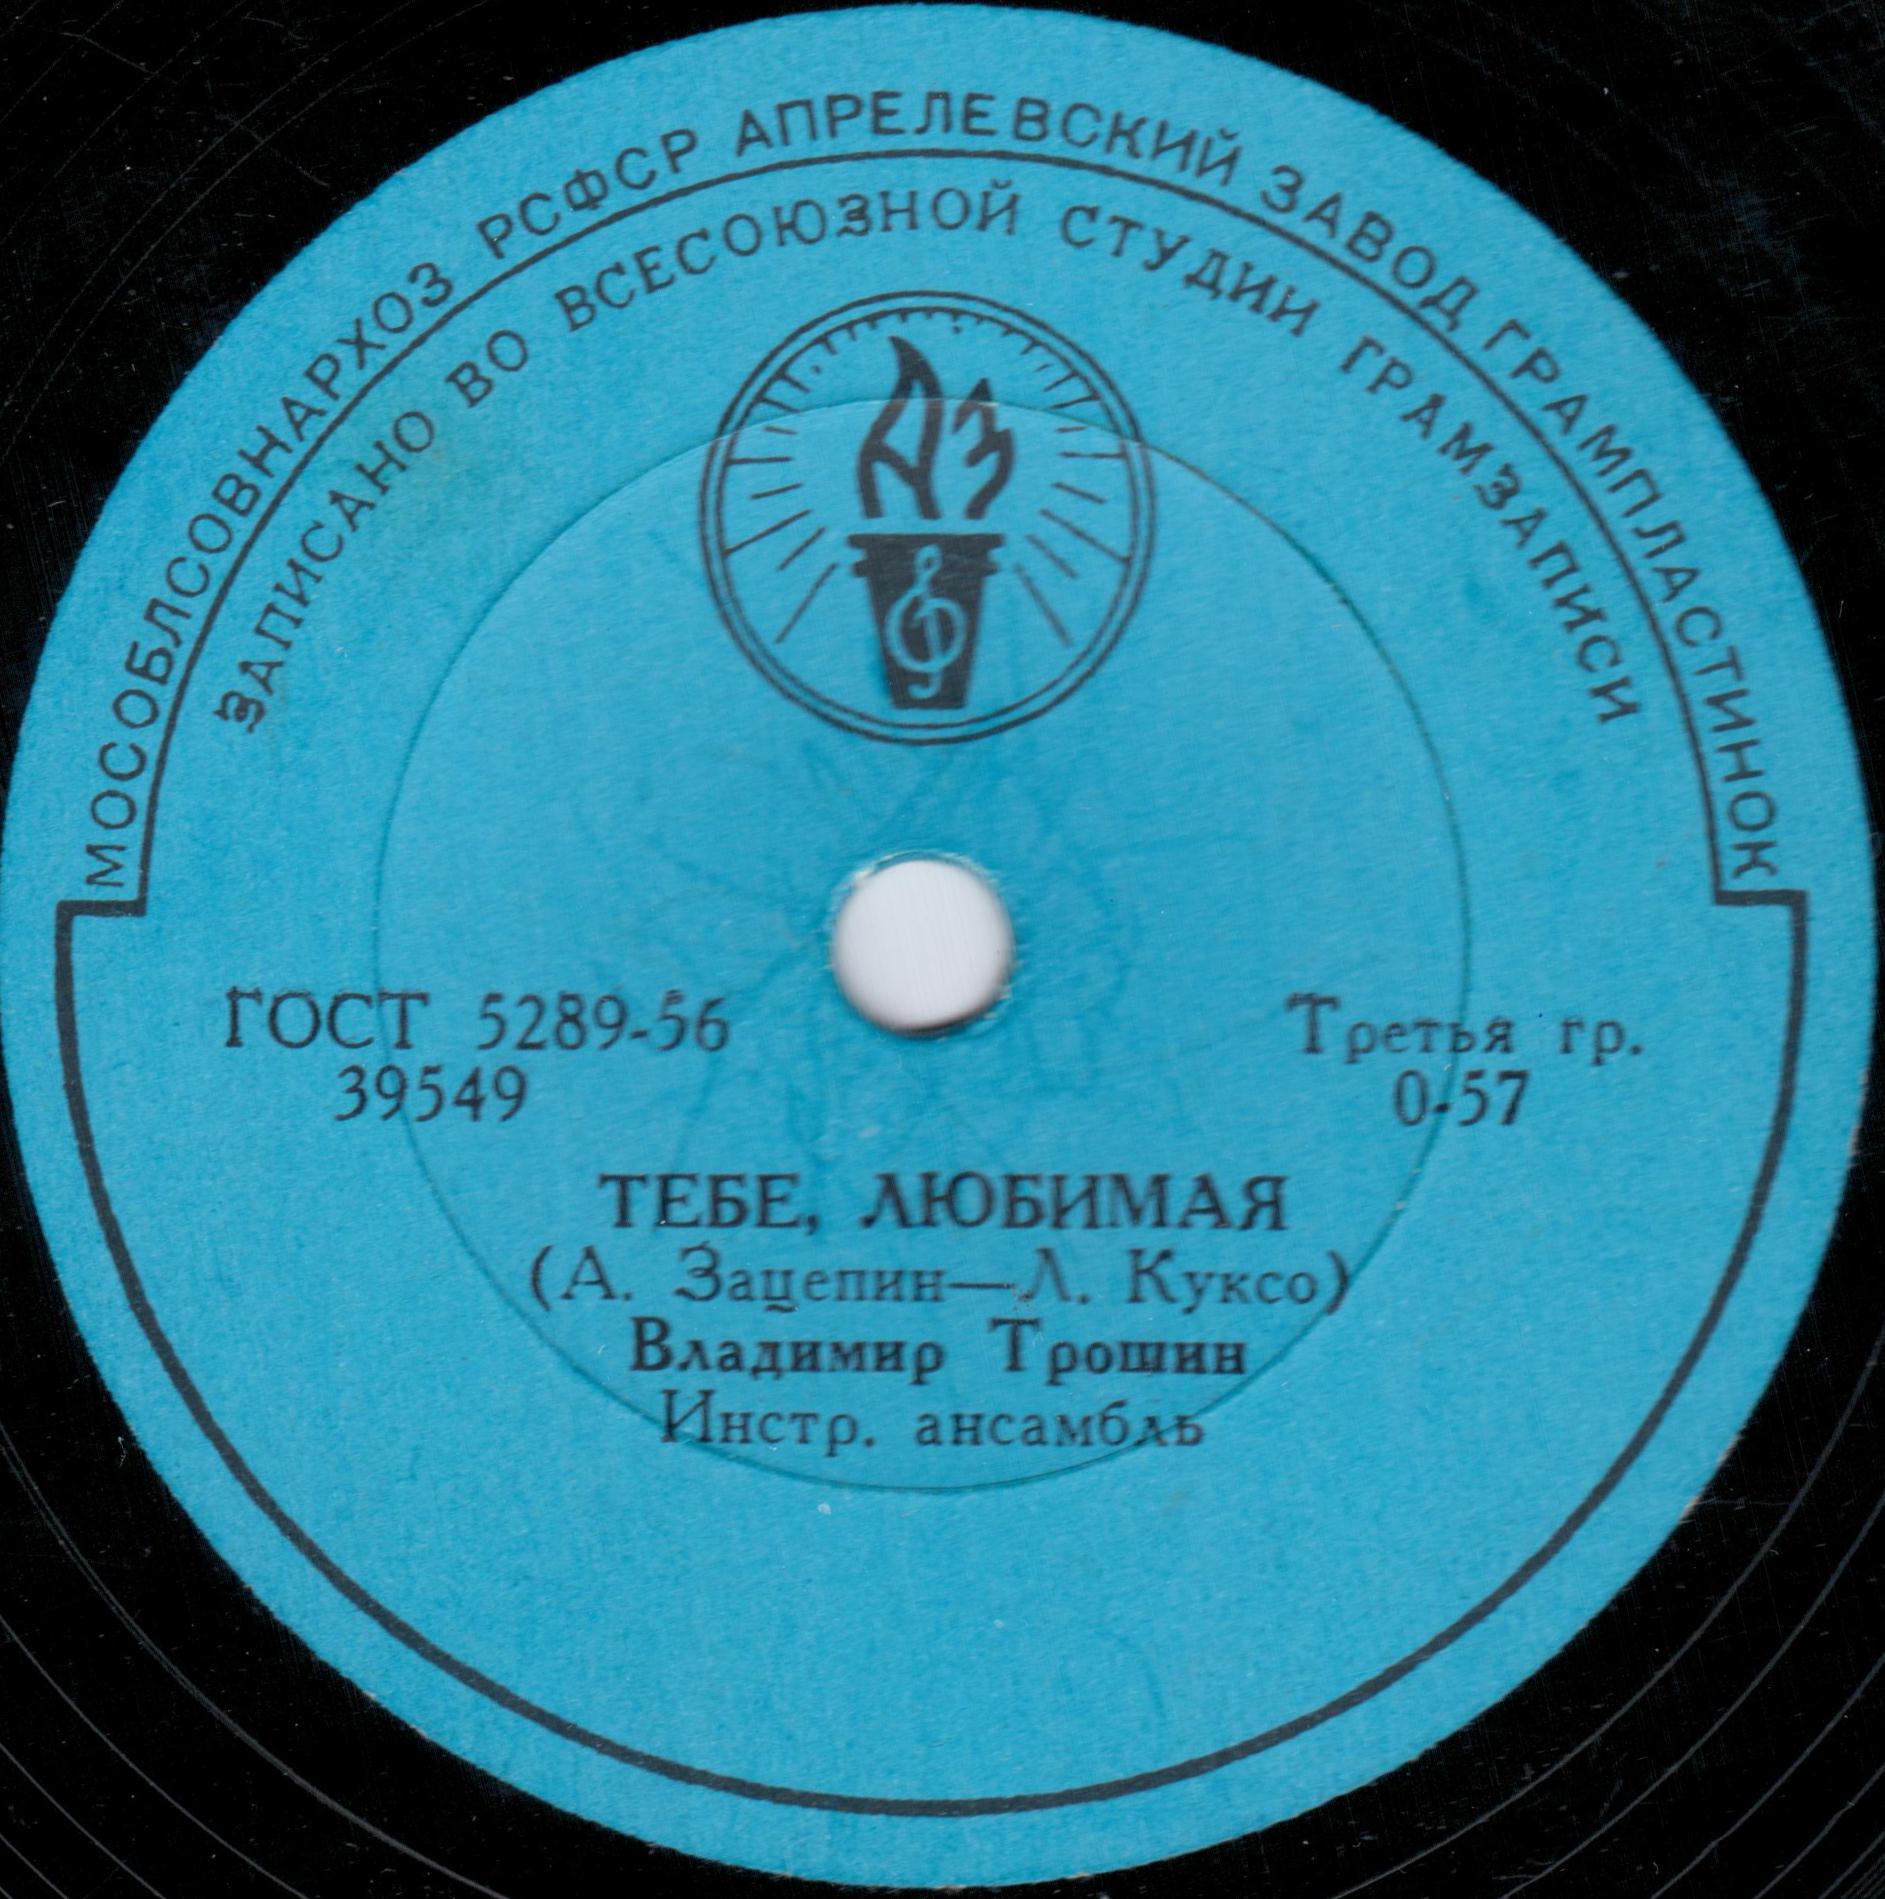 МОСОБЛСОВНАРХОЗ РСФСР АПРЕЛЕВСКИЙ ЗАВОД ГРАМПЛАСТИНОК
ЗАПИСАНО ВО ВСЕСОЮЗНОЙ СТУДИИ ГРАМЗАПИСИ
АЗ
ГОСТ 5289-56
39549
Третья гр.
0-57
ТЕБЕ, ЛЮБИМАЯ
(А. Зацепин—Л. Куксо)
Владимир Трошин
Инстр. ансамбль